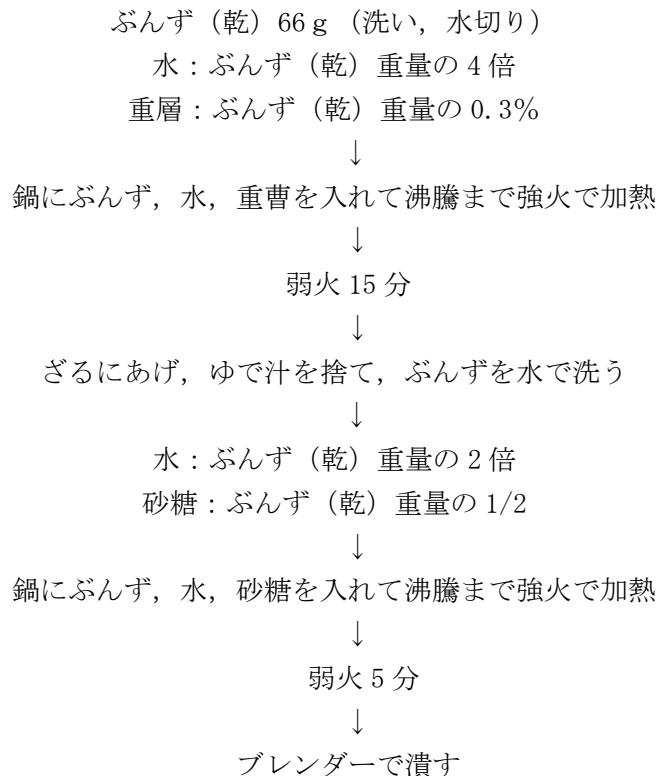 ぶんず（乾）66ｇ（洗い，水切り）
水：ぶんず（乾）重量の 4 倍
重層：ぶんず（乾）重量の 0.3%
↓
鍋にぶんず，水，重曹を入れて沸騰まで強火で加熱
↓
弱火 15 分
↓
ざるにあげ，ゆで汁を捨て，ぶんずを水で洗う
↓
水：ぶんず（乾）重量の 2 倍
砂糖：ぶんず（乾）重量の 1/2
↓
鍋にぶんず，水，砂糖を入れて沸騰まで強火で加熱
↓
弱火 5 分
↓
ブレンダーで潰す